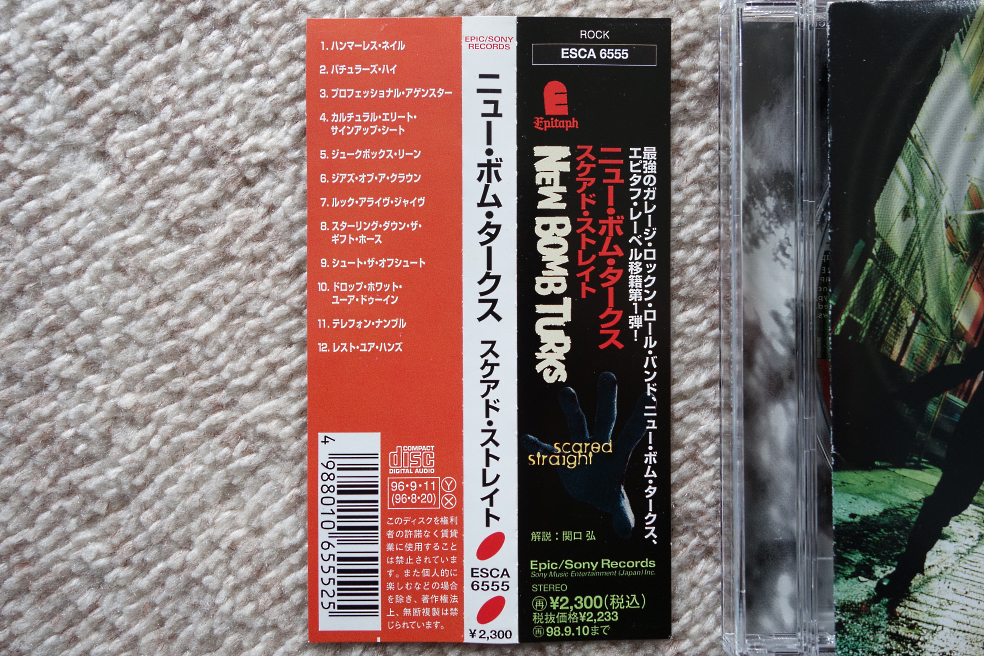 1. ハンマーレス・ネイル
2. バチュラーズ・ハイ
3. プロフェッショナル・アゲンスター
4. カルチュラル・エリート・
サインアップ・シート
5. ジュークボックス・リーン
6. ジアズ・オブ・ア・クラウン
7. ルック・アライヴ・ジャイヴ
8. スターリング・ダウン・ザ・
ギフト・ホース
9. シュート・ザ・オフシュート
10. ドロップ・ホワット・
ユーア・ドゥーイン
11. テレフォン・ナンブル
12. レスト・ユア・ハンズ
4 988010 655525
COMPACT
disc
DIGITAL AUDIO
96・9・11
(96・8・20)
Y
X
このディスクを権利
者の許諾なく賃貸
業に使用すること
は禁止されていま
す。また個人的に
楽しむなどの場合
を除き、著作権法
上、無断複製は禁
じられています。
EPIC/SONY
RECORDS
ニュー・ボム・タークス スケアド・ストレイト
ESCA
6555
¥2,300
ROCK
ESCA 6555
Epitaph
最強のガレージ・ロックン・ロール・バンド、ニュー・ボム・タークス、
エピタフ・レーベル移籍第1弾!
ニュー・ボム・タークス
スケアド・ストレイト
NEW BOMB TURKS
scared
straight
解説：関口 弘
Epic/Sony Records
Sony Music Entertainment (Japan) Inc.
STEREO
再 ¥2,300(税込)
税抜価格¥2,233
再 98.9.10まで